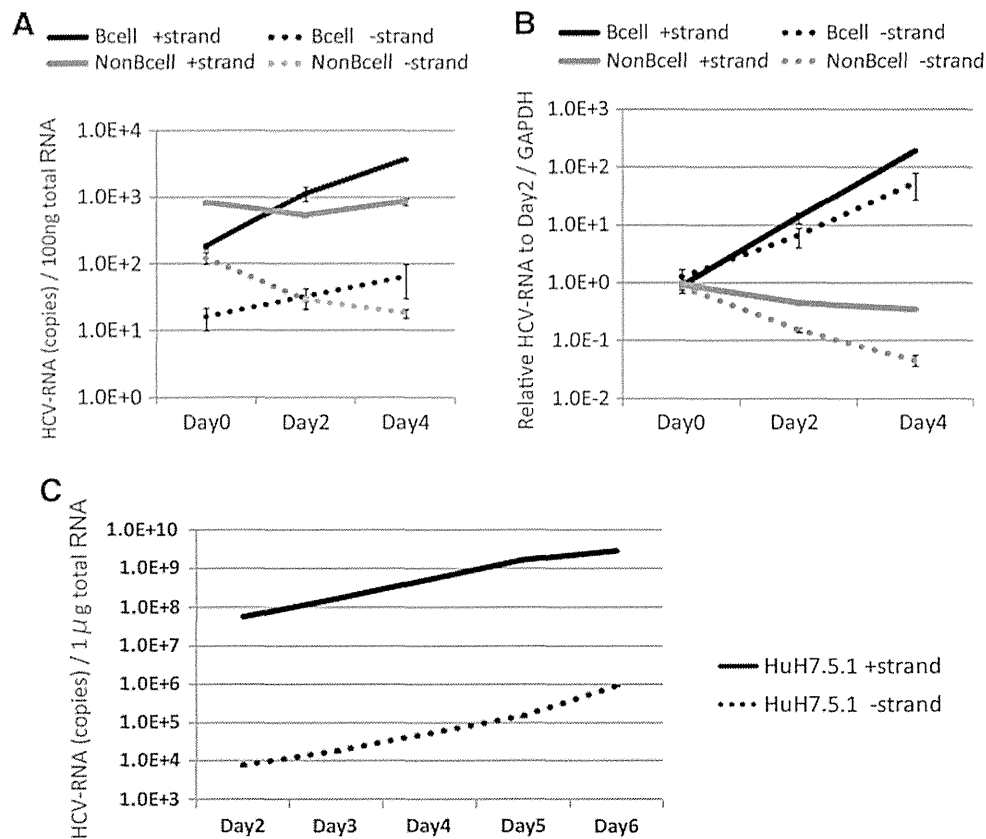 A
Bcell +strand
Bcell -strand
NonBcell +strand
NonBcell -strand
HCV-RNA (copies) / 100ng total RNA
1.0E+4
1.0E+3
1.0E+2
1.0E+1
1.0E+0
Day0
Day2
Day4
B
Bcell +strand
Bcell -strand
NonBcell +strand
NonBcell -strand
Relative HCV-RNA to Day2 / GAPDH
1.0E+3
1.0E+2
1.0E+1
1.0E+0
1.0E-1
1.0E-2
Day0
Day2
Day4
C
HCV-RNA (copies) / 1μg total RNA
1.0E+10
1.0E+9
1.0E+8
1.0E+7
1.0E+6
1.0E+5
1.0E+4
1.0E+3
Day2
Day3
Day4
Day5
Day6
HuH7.5.1 +strand
HuH7.5.1 -strand